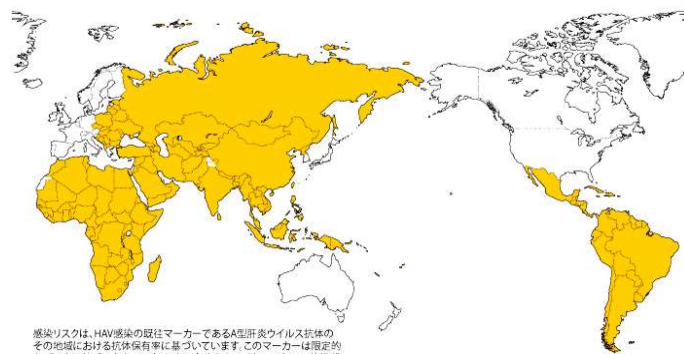 感染リスクは、HAV感染の既往マーカーであるA型肝炎ウイルス抗体の
その地域における抗体保有率に基づいています。このマーカーは限定的